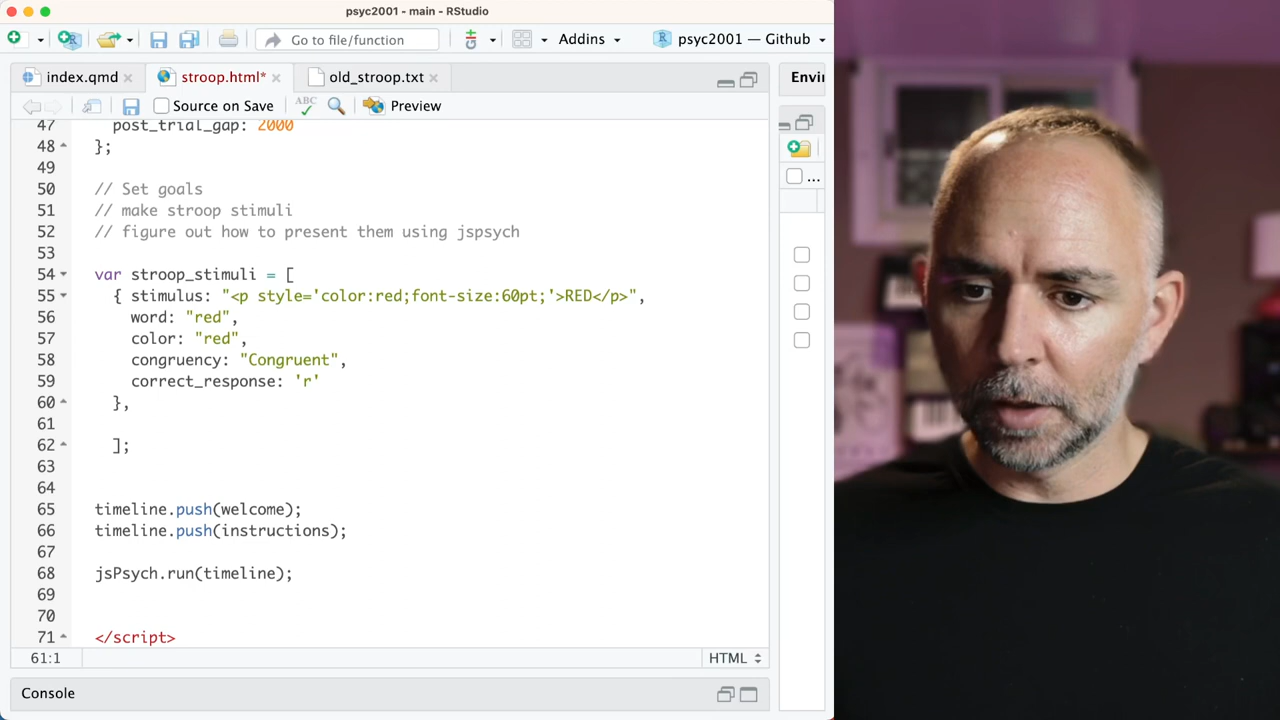 psyc2001 - main - RStudio
Go to file/function
Addins
psyc2001 — Github
index.qmd
stroop.html*
old_stroop.txt
Envir
Source on Save
ABC
Preview
47 post_trial_gap: 2000
48 };
49
50 // Set goals
51 // make stroop stimuli
52 // figure out how to present them using jspsych
53
54 var stroop_stimuli = [
55 { stimulus: "<p style='color:red;font-size:60pt;'>RED</p>",
56 word: "red",
57 color: "red",
58 congruency: "Congruent",
59 correct_response: 'r'
60 },
61
62 ];
63
64
65 timeline.push(welcome);
66 timeline.push(instructions);
67
68 jsPsych.run(timeline);
69
70
71 </script>
...
61:1
HTML
Console